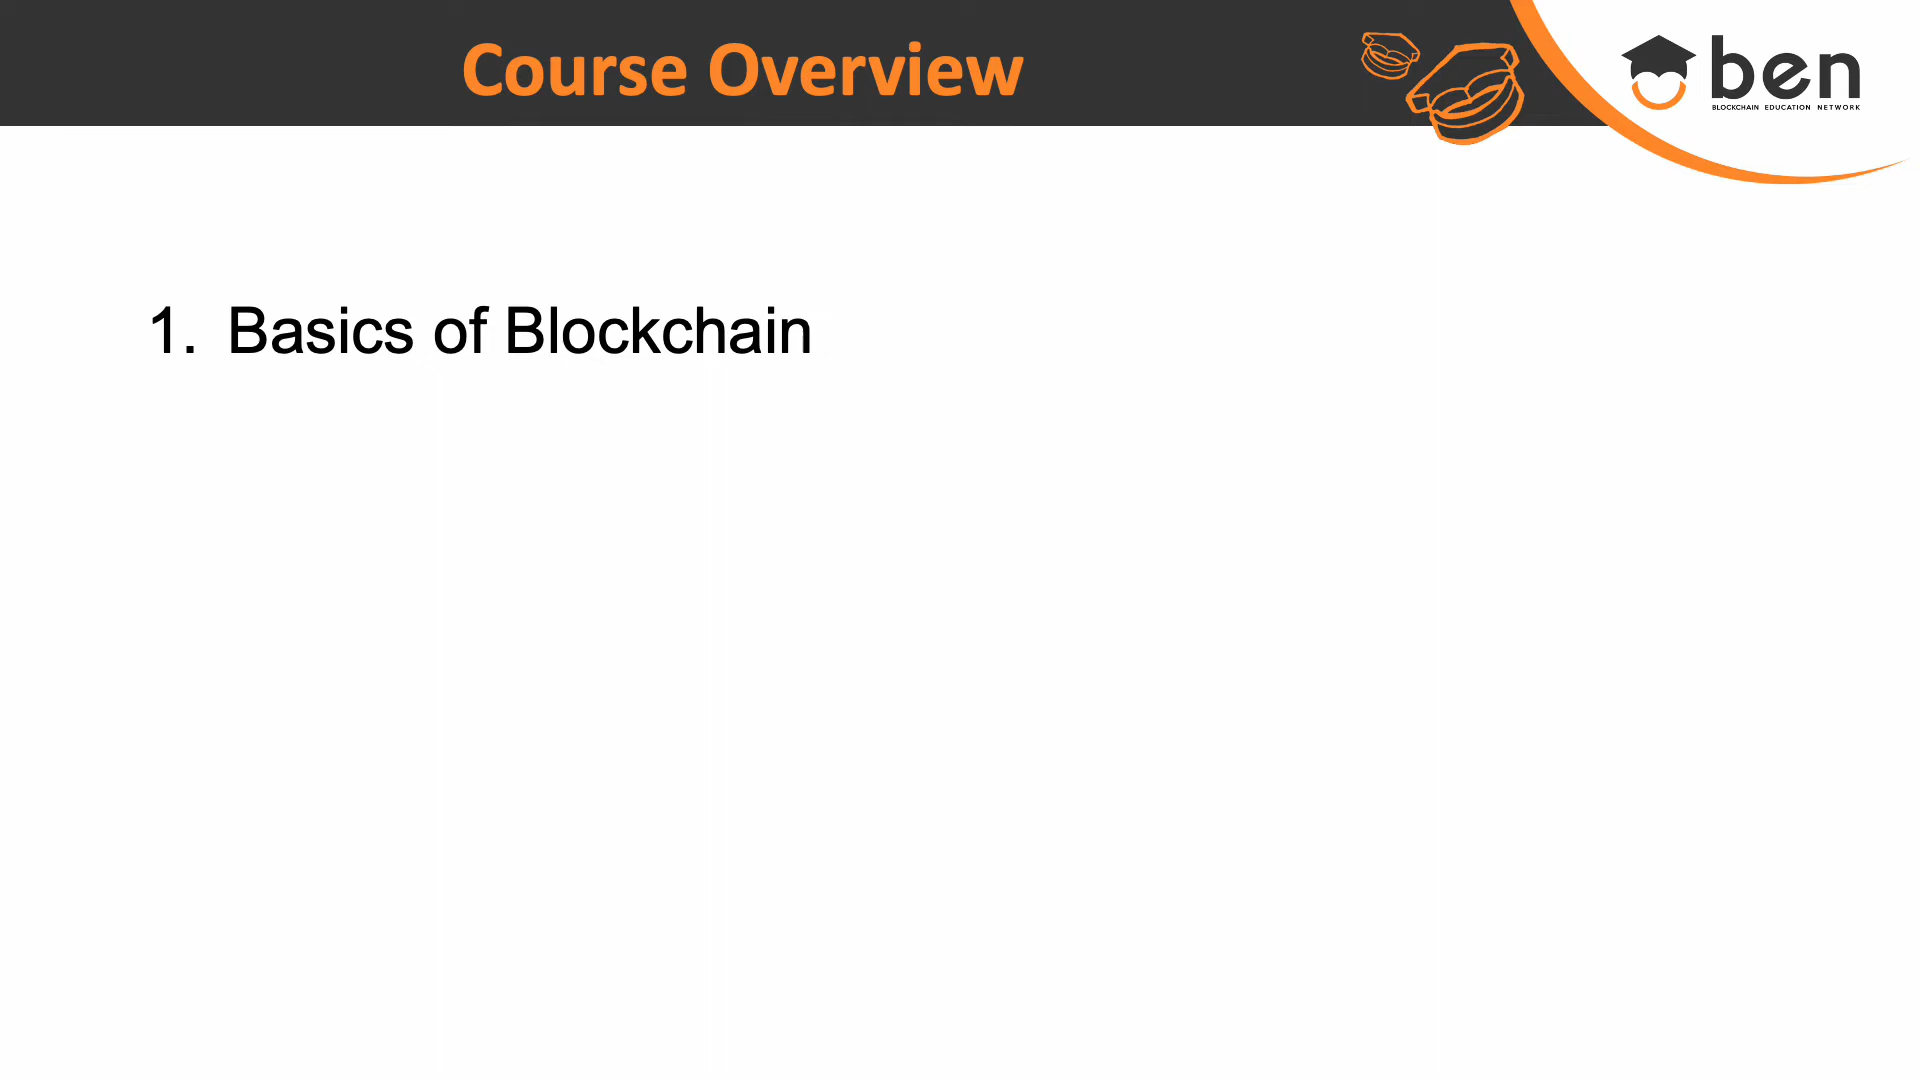 Course Overview
ben
BLOCKCHAIN EDUCATION NETWORK
1. Basics of Blockchain